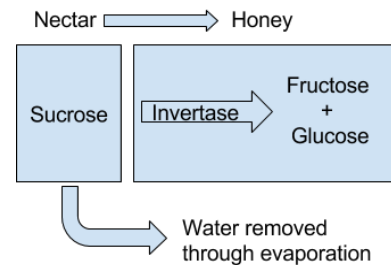 Nectar Honey
Sucrose
Invertase
Fructose
+
Glucose
Water removed
through evaporation